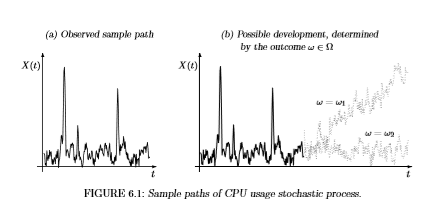 (a) Observed sample path
(b) Possible development, determined
by the outcome ω ∈ Ω
X(t)
t
X(t)
ω = ω₁
ω = ω₂
t
FIGURE 6.1: Sample paths of CPU usage stochastic process.